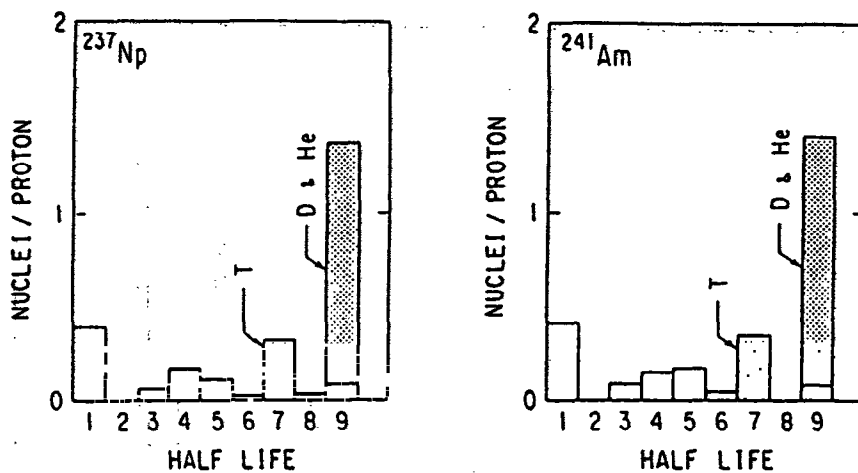 2
237Np
NUCLEI / PROTON
D & He
1
T
0
1 2 3 4 5 6 7 8 9
HALF LIFE
2
241Am
NUCLEI / PROTON
D & He
1
T
0
1 2 3 4 5 6 7 8 9
HALF LIFE